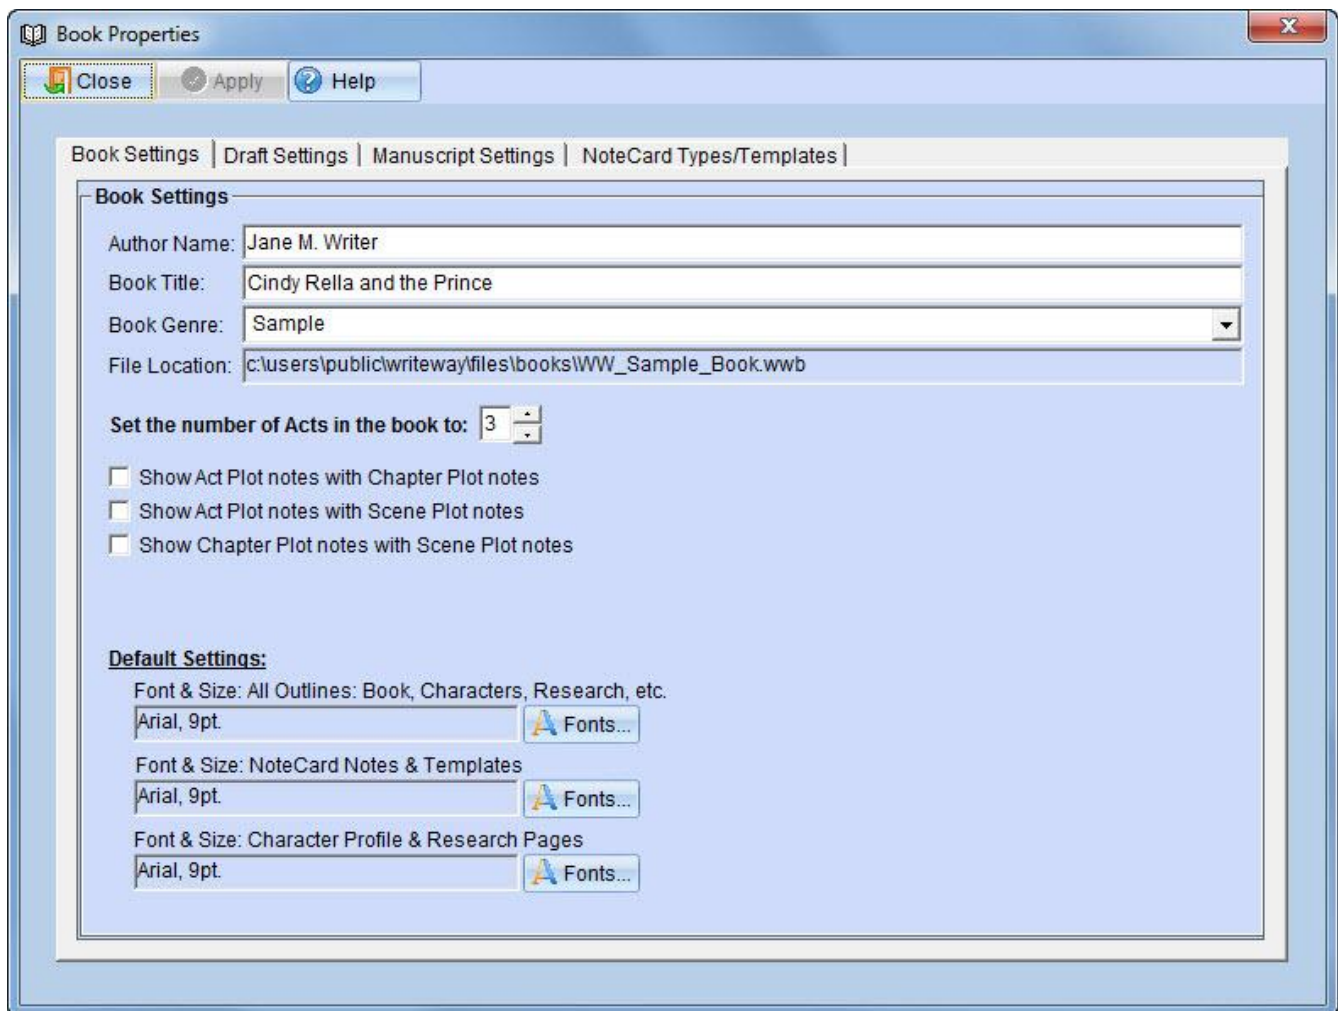 Book Properties
Close Apply Help
Book Settings Draft Settings Manuscript Settings NoteCard Types/Templates
Book Settings
Author Name: Jane M. Writer
Book Title: Cindy Rella and the Prince
Book Genre: Sample
File Location: c:\users\public\writeway\files\books\WW_Sample_Book.wwb
Set the number of Acts in the book to: 3
Show Act Plot notes with Chapter Plot notes
Show Act Plot notes with Scene Plot notes
Show Chapter Plot notes with Scene Plot notes
Default Settings:
Font & Size: All Outlines: Book, Characters, Research, etc.
Arial, 9pt. Fonts...
Font & Size: NoteCard Notes & Templates
Arial, 9pt. Fonts...
Font & Size: Character Profile & Research Pages
Arial, 9pt. Fonts...